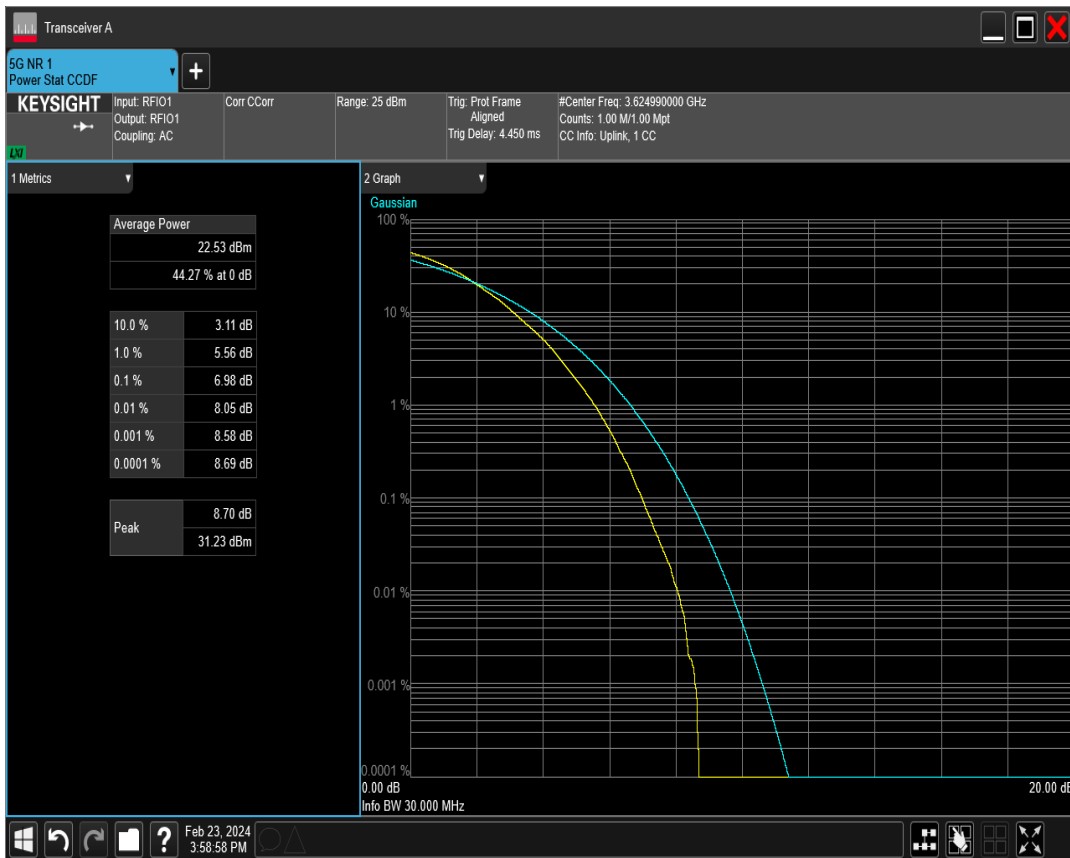 Transceiver A
5G NR 1
Power Stat CCDF
KEYSIGHT
LXI
Input: RFIO1
Output: RFIO1
Coupling: AC
Corr CCorr
Range: 25 dBm
Trig: Prot Frame
Aligned
Trig Delay: 4.450 ms
#Center Freq: 3.624990000 GHz
Counts: 1.00 M/1.00 Mpt
CC Info: Uplink, 1 CC
1 Metrics
Average Power
22.53 dBm
44.27 % at 0 dB
10.0 % 3.11 dB
1.0 % 5.56 dB
0.1 % 6.98 dB
0.01 % 8.05 dB
0.001 % 8.58 dB
0.0001 % 8.69 dB
Peak
8.70 dB
31.23 dBm
2 Graph
Gaussian
100 %
10 %
1 %
0.1 %
0.01 %
0.001 %
0.0001 %
0.00 dB 20.00 dB
Info BW 30.000 MHz
?
Feb 23, 2024
3:58:58 PM